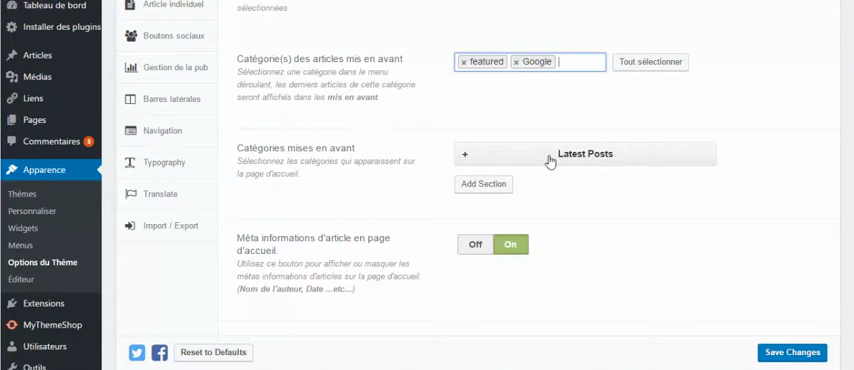 Tableau de bord
Installer des plugins
Articles
Médias
Liens
Pages
Commentaires 8
Apparence
Thèmes
Personnaliser
Widgets
Menus
Options du Thème
Éditeur
Extensions
MyThemeShop
Utilisateurs
Outils
Article individuel
Boutons sociaux
Gestion de la pub
Barres latérales
Navigation
Typography
Translate
Import / Export
sélectionnées.
Catégorie(s) des articles mis en avant
Sélectionnez une catégorie dans le menu
déroulant, les derniers articles de cette catégorie
seront affichés dans les mis en avant
× featured × Google
Tout sélectionner
Catégories mises en avant
Sélectionnez les catégories qui apparaissent sur
la page d'accueil.
+ Latest Posts
Add Section
Méta informations d'article en page
d'accueil.
Utilisez ce bouton pour afficher ou masquer les
métas informations d'articles sur la page d'accueil.
(Nom de l'auteur, Date ...etc...).
Off On
Reset to Defaults
Save Changes